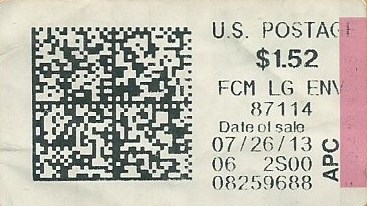 U.S. POSTAGE
$1.52
FCM LG ENV
87114
Date of sale
07/26/13
06 2S00
08259688
APC